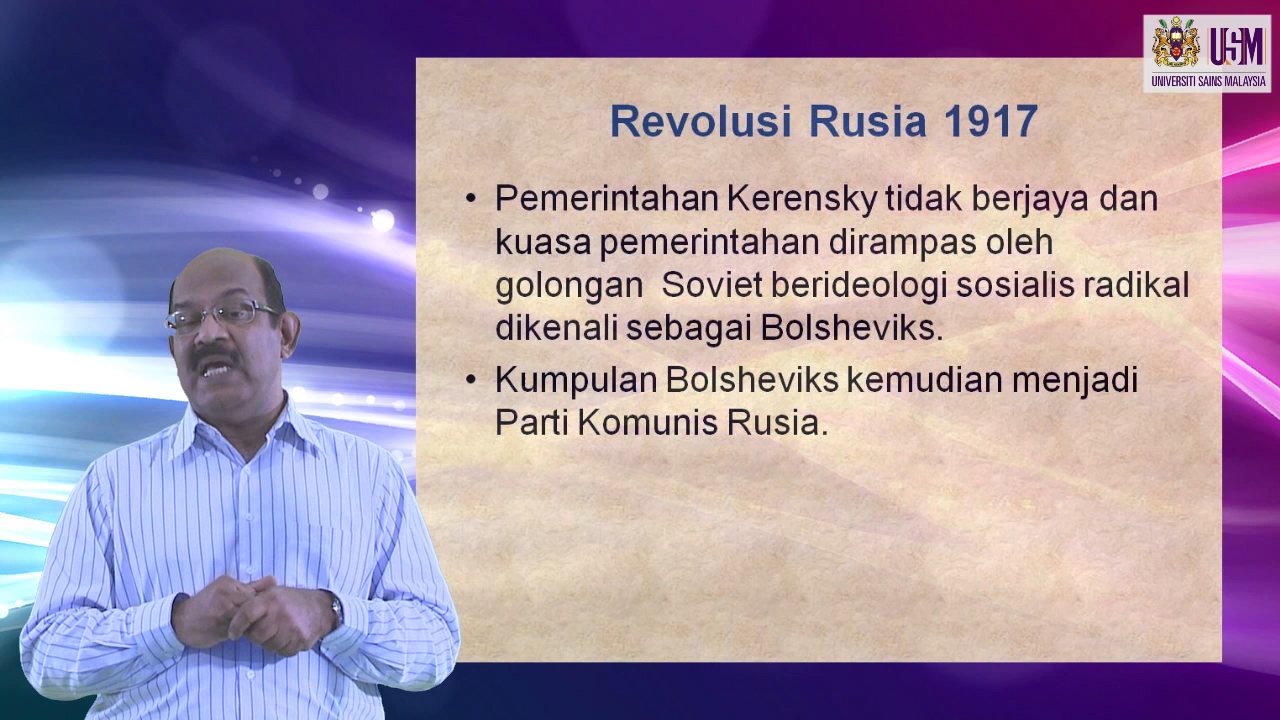 USM
UNIVERSITI SAINS MALAYSIA
Revolusi Rusia 1917
• Pemerintahan Kerensky tidak berjaya dan
kuasa pemerintahan dirampas oleh
golongan  Soviet berideologi sosialis radikal
dikenali sebagai Bolsheviks.
• Kumpulan Bolsheviks kemudian menjadi
Parti Komunis Rusia.